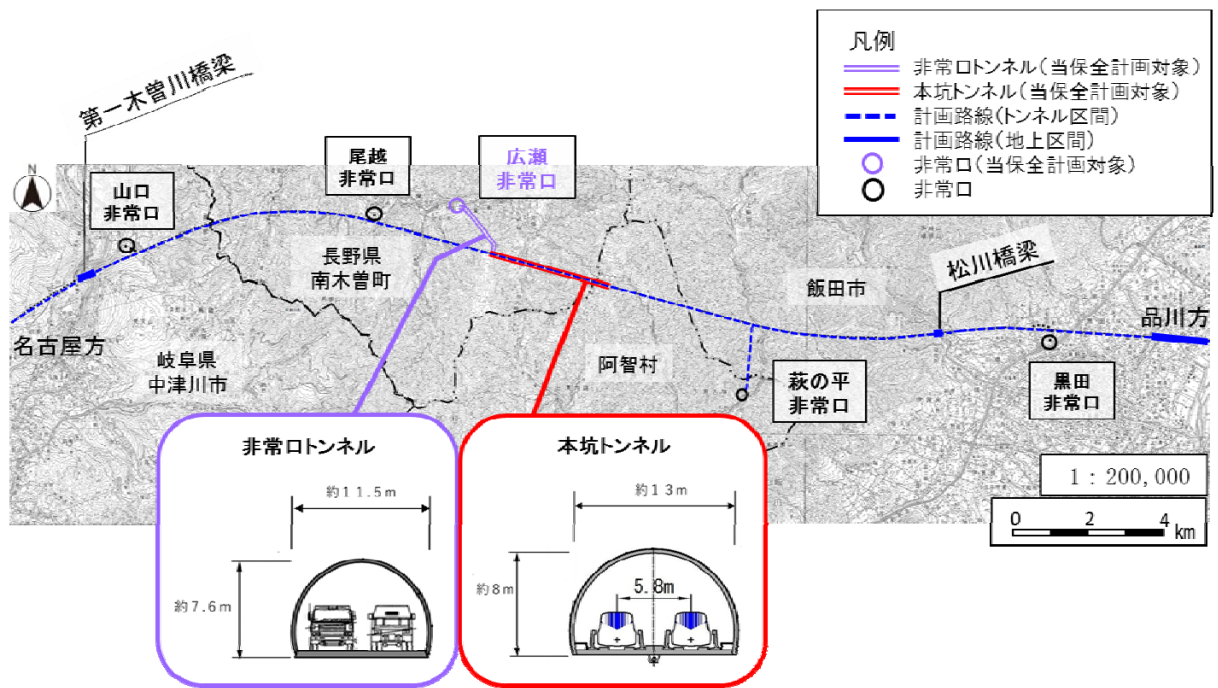 凡例
非常口トンネル(当保全計画対象)
本坑トンネル(当保全計画対象)
計画路線(トンネル区間)
計画路線(地上区間)
非常口(当保全計画対象)
非常口
第一木曽川橋梁
N
山口
非常口
尾越
非常口
広瀬
非常口
長野県
南木曽町
松川橋梁
飯田市
品川方
名古屋方
岐阜県
中津川市
阿智村
萩の平
非常口
黒田
非常口
非常口トンネル
約11.5m
約7.6m
本坑トンネル
約13m
約8m
5.8m
1:200,000
0 2 4
km